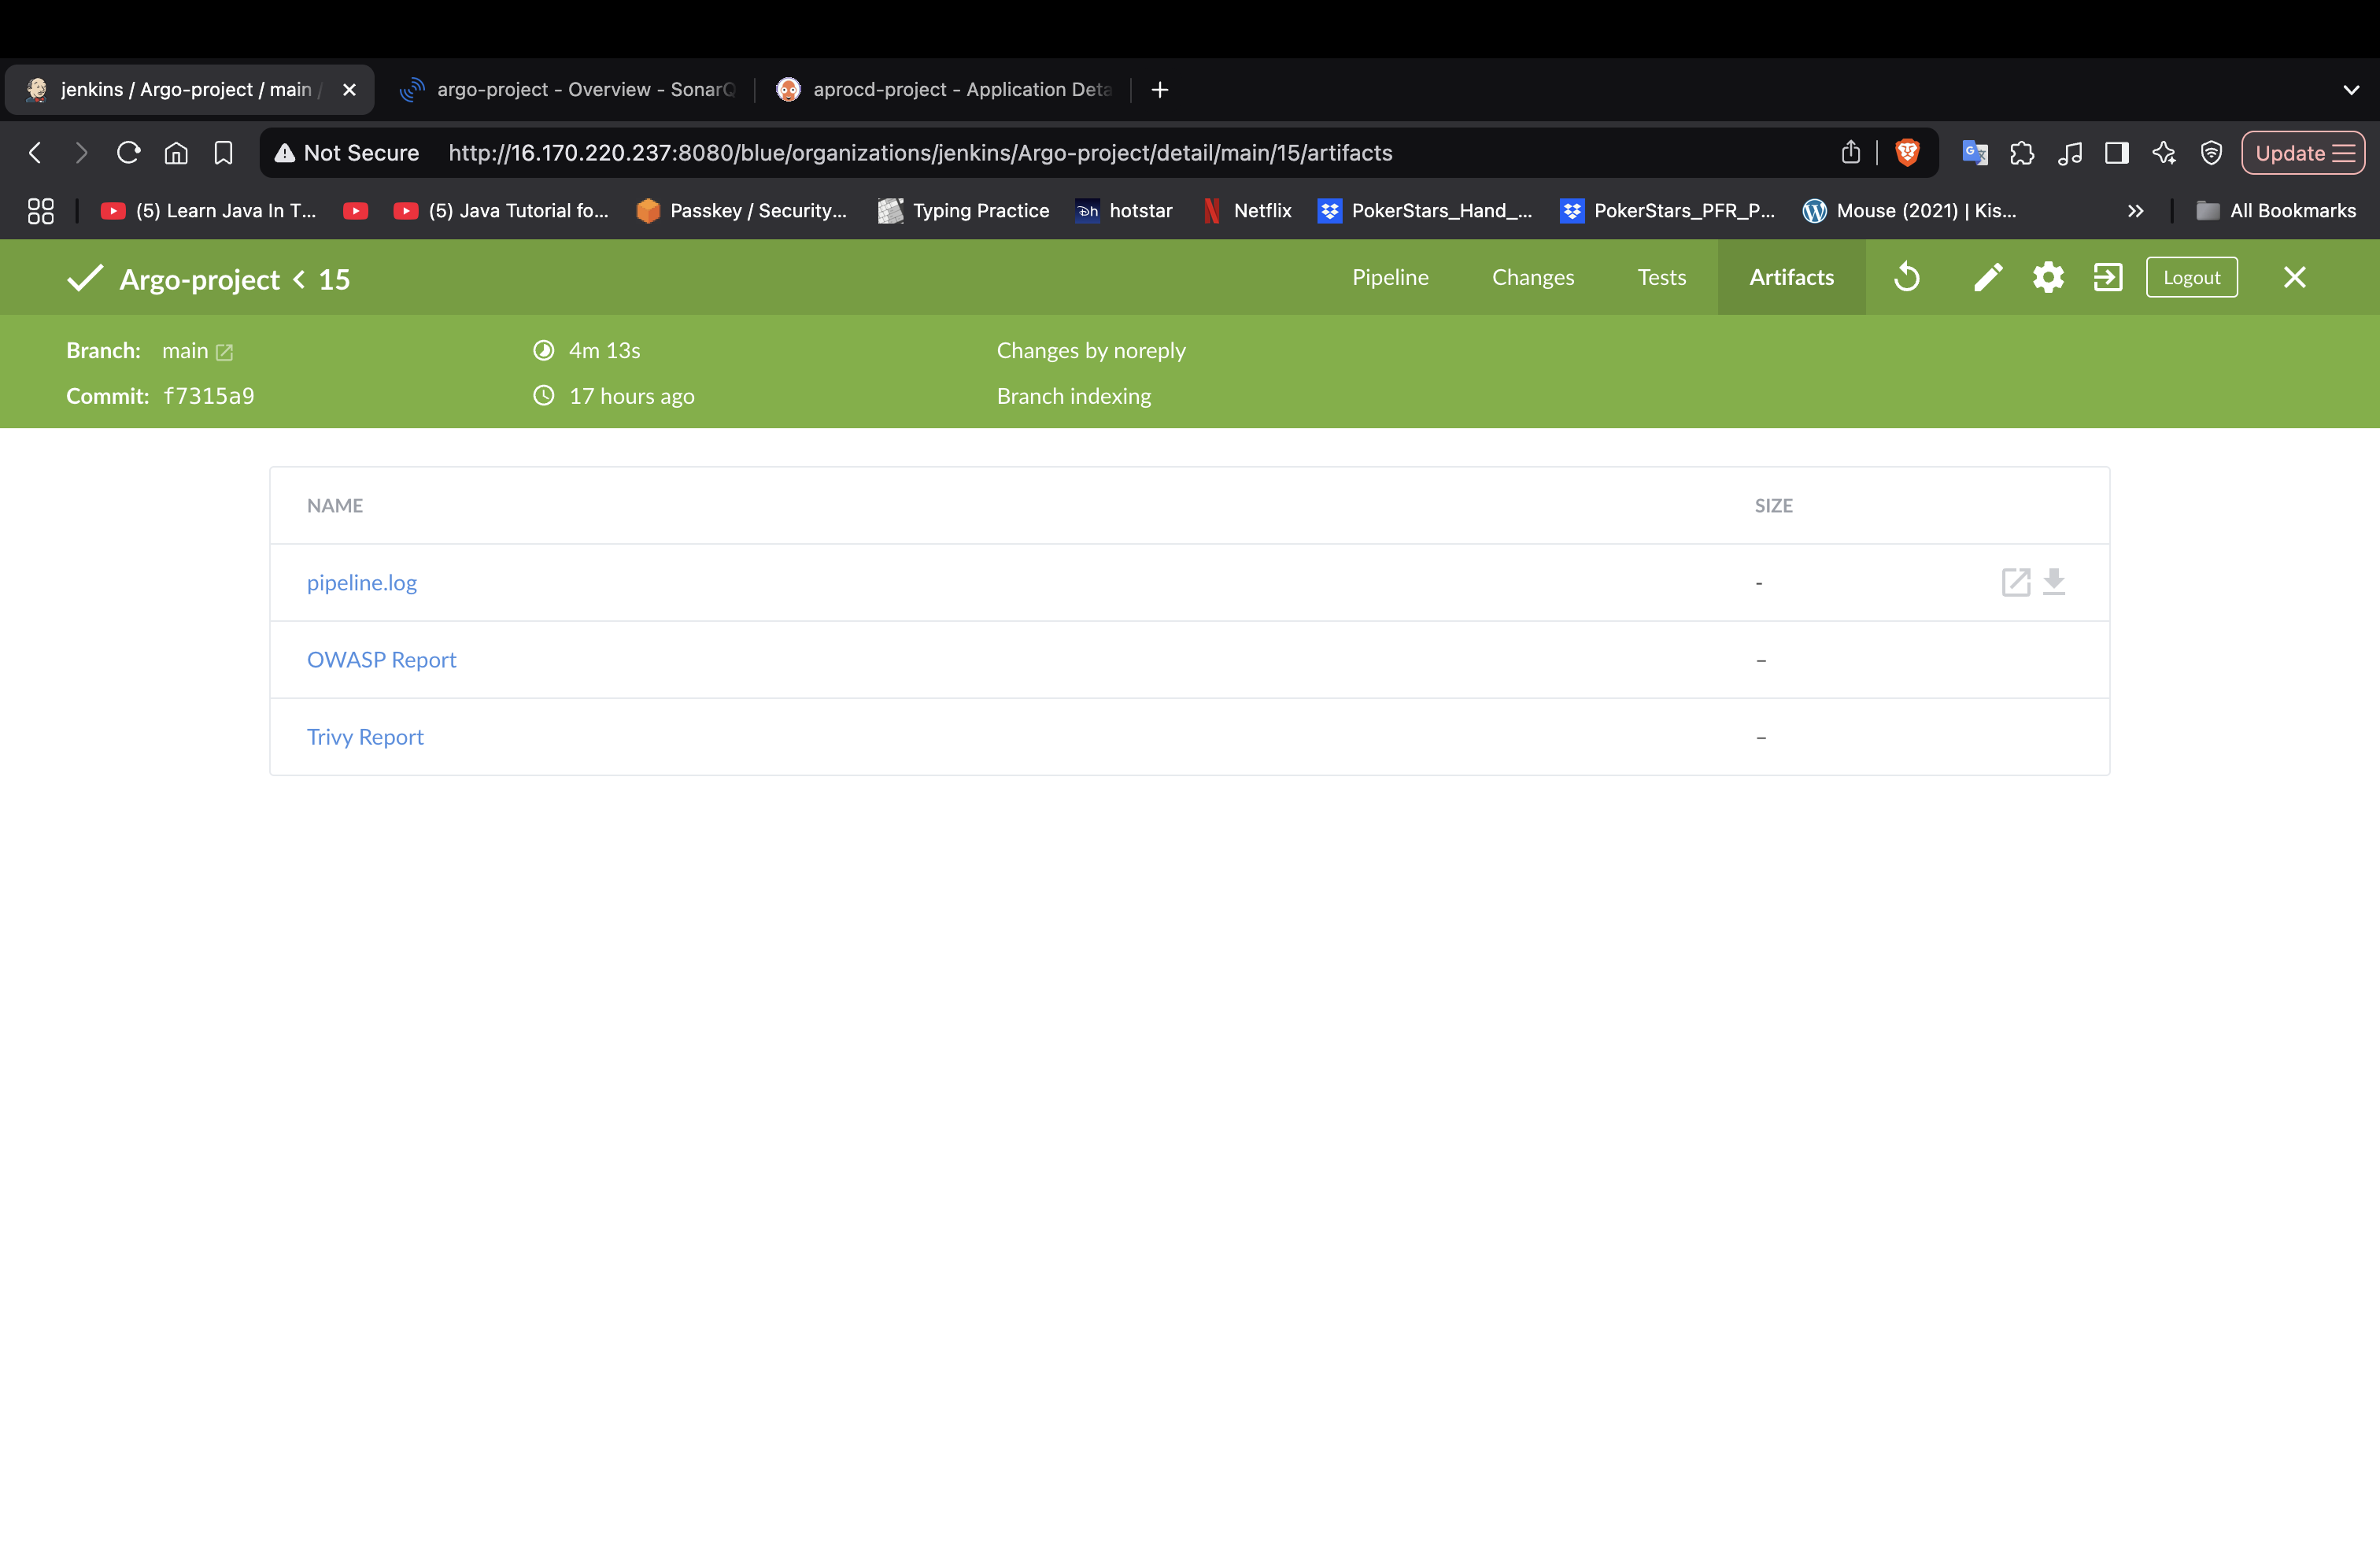 jenkins / Argo-project / main /
argo-project - Overview - SonarQ
aprocd-project - Application Deta
Not Secure http://16.170.220.237:8080/blue/organizations/jenkins/Argo-project/detail/main/15/artifacts
Update
(5) Learn Java In T...
(5) Java Tutorial fo...
Passkey / Security...
Typing Practice
hotstar
Netflix
PokerStars_Hand_...
PokerStars_PFR_P...
Mouse (2021) | Kis...
All Bookmarks
Argo-project < 15
Pipeline
Changes
Tests
Artifacts
Logout
Branch: main
4m 13s
Changes by noreply
Commit: f7315a9
17 hours ago
Branch indexing
NAME SIZE
pipeline.log -
OWASP Report –
Trivy Report –